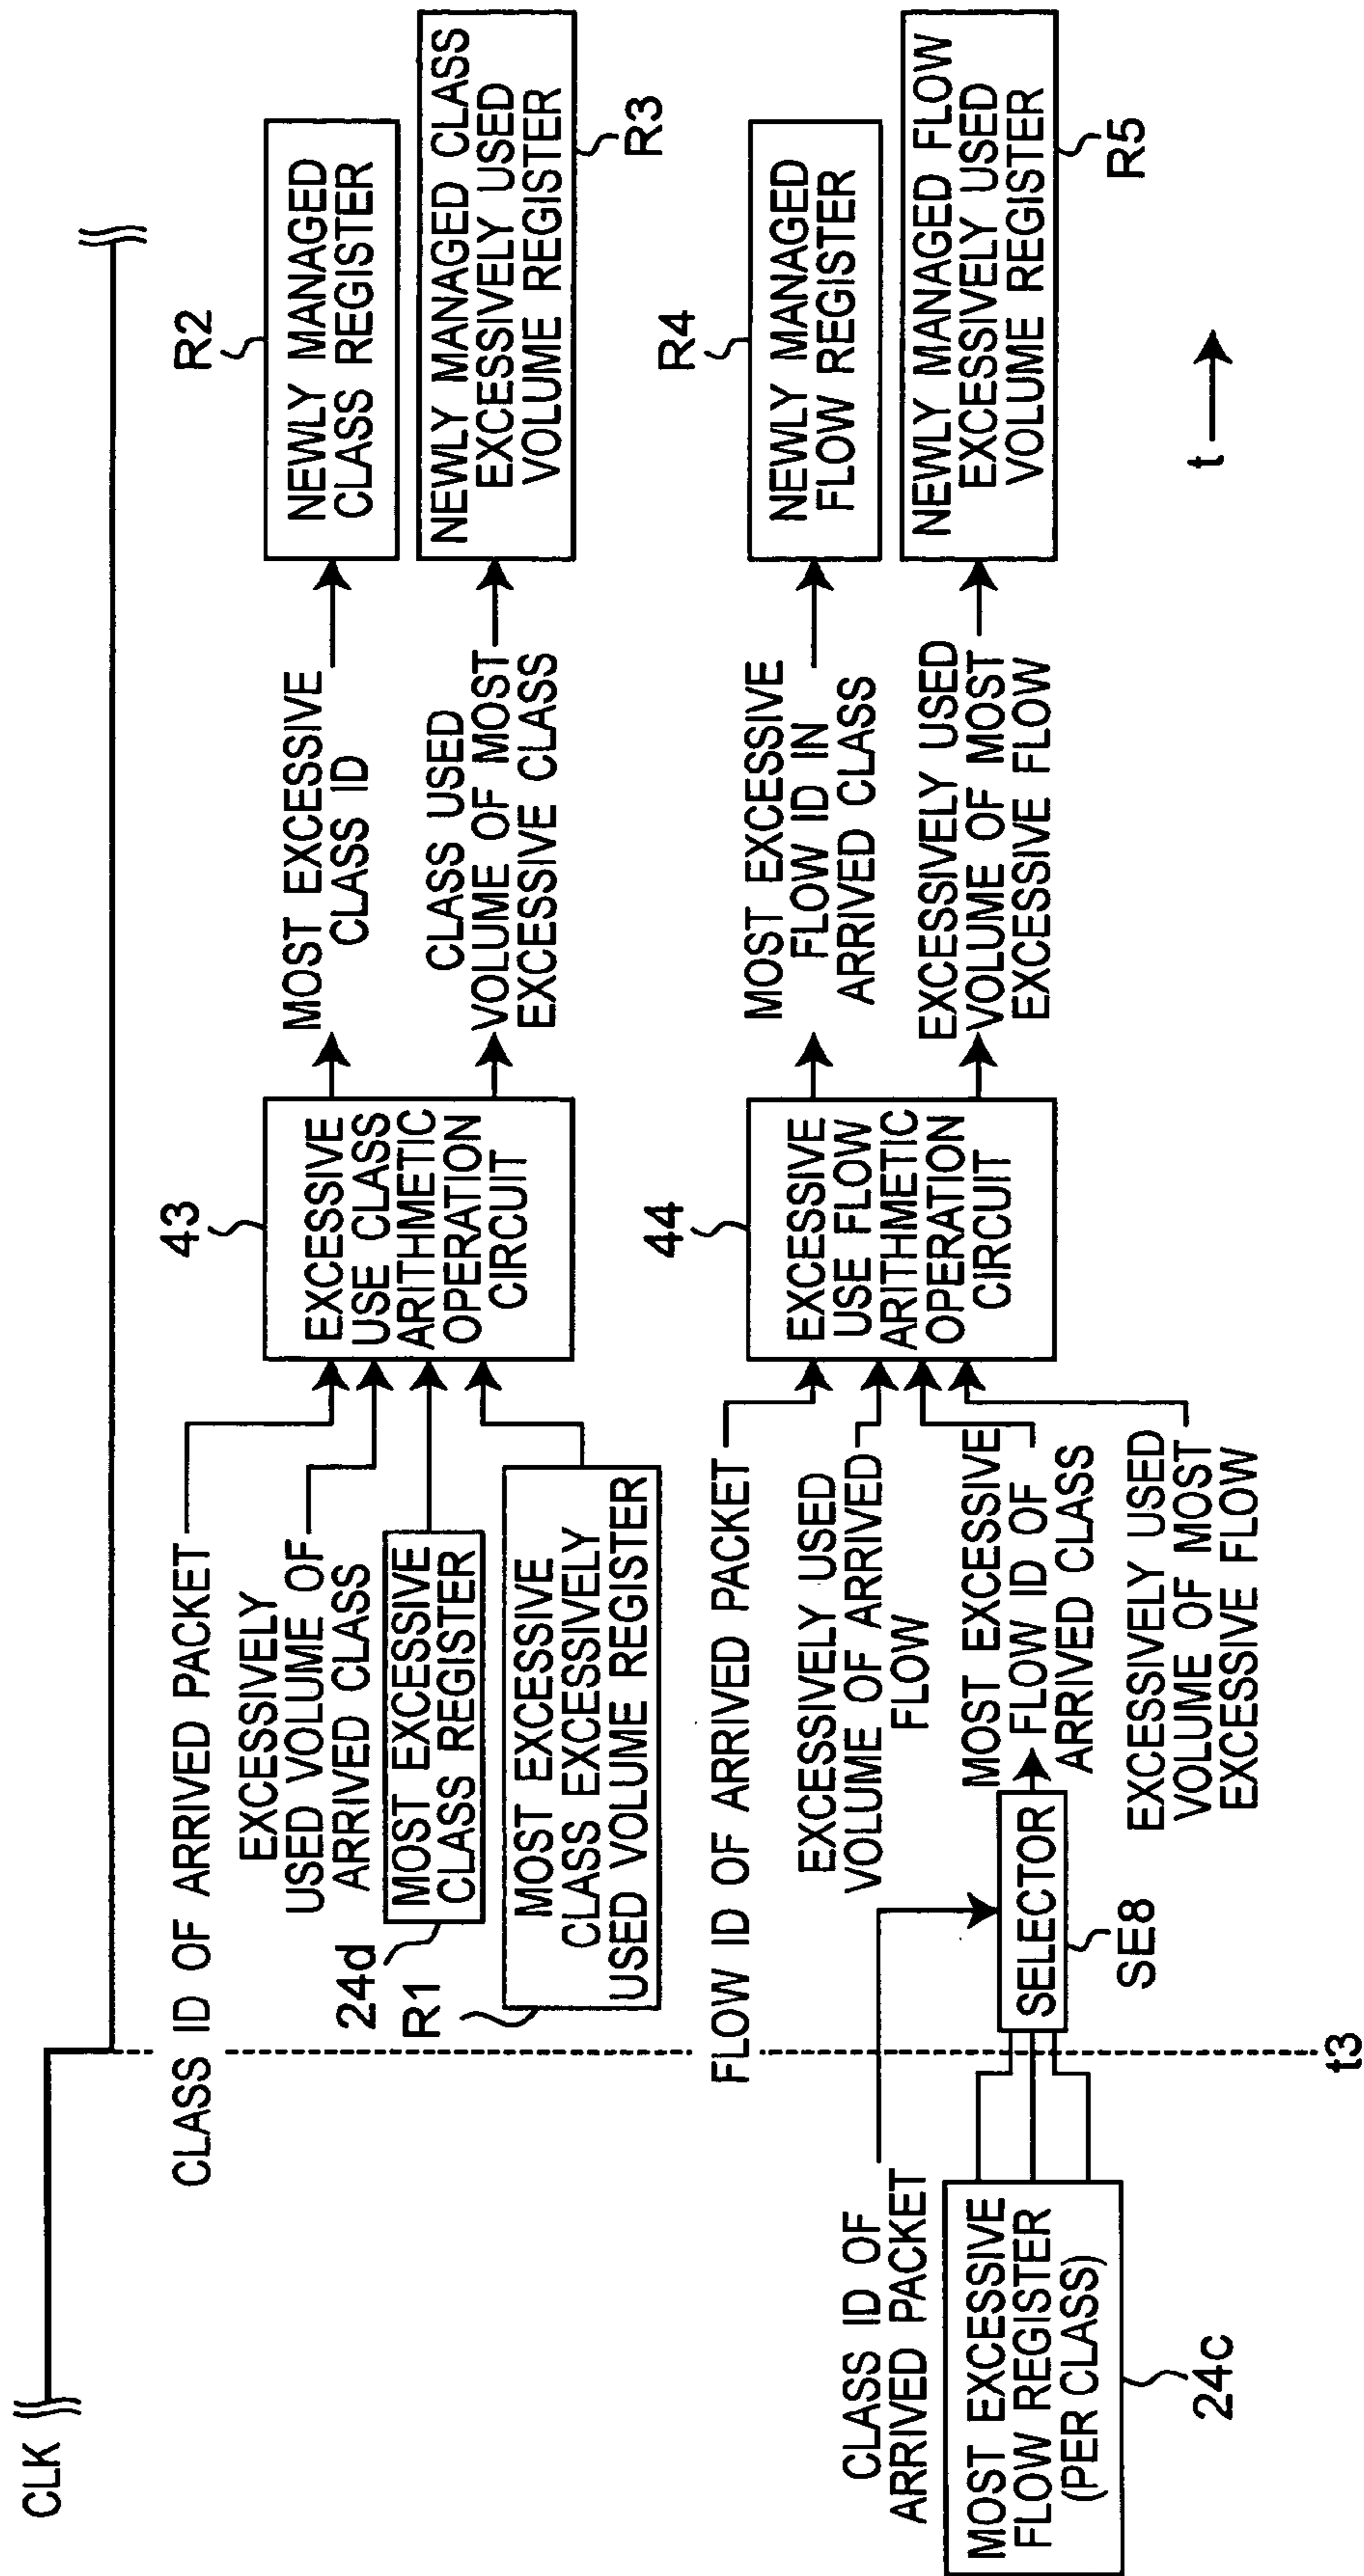 CLK
CLASS ID OF ARRIVED PACKET
EXCESSIVELY
USED VOLUME OF
ARRIVED CLASS
MOST EXCESSIVE
CLASS REGISTER
24d
R1
MOST EXCESSIVE
CLASS EXCESSIVELY
USED VOLUME REGISTER
43
EXCESSIVE
USE CLASS
ARITHMETIC
OPERATION
CIRCUIT
MOST EXCESSIVE
CLASS ID
CLASS USED
VOLUME OF MOST
EXCESSIVE CLASS
R2
NEWLY MANAGED
CLASS REGISTER
NEWLY MANAGED CLASS
EXCESSIVELY USED
VOLUME REGISTER
R3
FLOW ID OF ARRIVED PACKET
EXCESSIVELY USED
VOLUME OF ARRIVED
FLOW
CLASS ID OF
ARRIVED PACKET
MOST EXCESSIVE
FLOW REGISTER
(PER CLASS)
24c
SELECTOR
SE8
MOST EXCESSIVE
FLOW ID OF
ARRIVED CLASS
EXCESSIVELY USED
VOLUME OF MOST
EXCESSIVE FLOW
44
EXCESSIVE
USE FLOW
ARITHMETIC
OPERATION
CIRCUIT
MOST EXCESSIVE
FLOW ID IN
ARRIVED CLASS
EXCESSIVELY USED
VOLUME OF MOST
EXCESSIVE FLOW
R4
NEWLY MANAGED
FLOW REGISTER
NEWLY MANAGED FLOW
EXCESSIVELY USED
VOLUME REGISTER
R5
t3
t